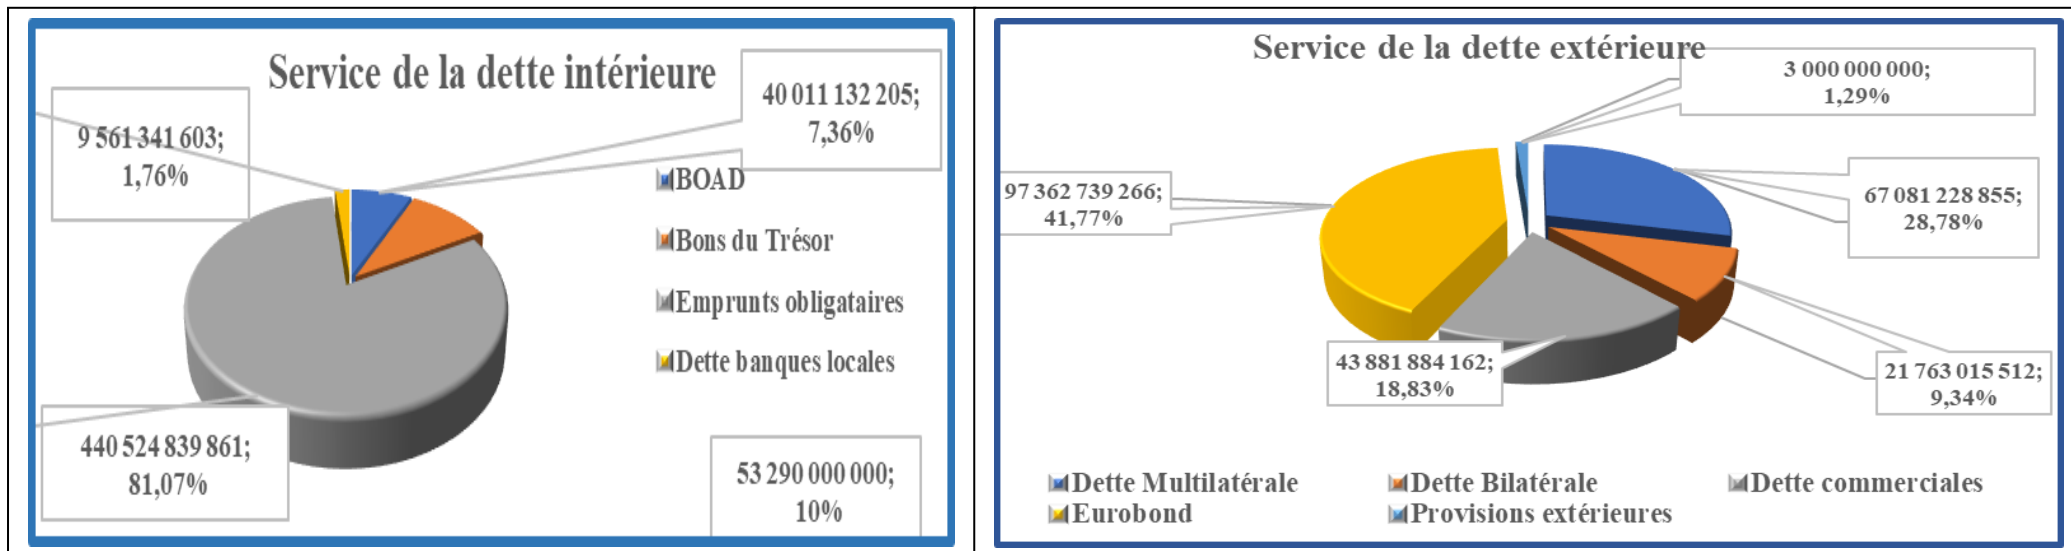 Service de la dette intérieure
40 011 132 205;
7,36%
9 561 341 603;
1,76%
BOAD
Bons du Trésor
Emprunts obligataires
Dette banques locales
440 524 839 861;
81,07%
53 290 000 000;
10%
Service de la dette extérieure
3 000 000 000;
1,29%
97 362 739 266;
41,77%
67 081 228 855;
28,78%
43 881 884 162;
18,83%
21 763 015 512;
9,34%
Dette Multilatérale
Dette Bilatérale
Dette commerciales
Eurobond
Provisions extérieures